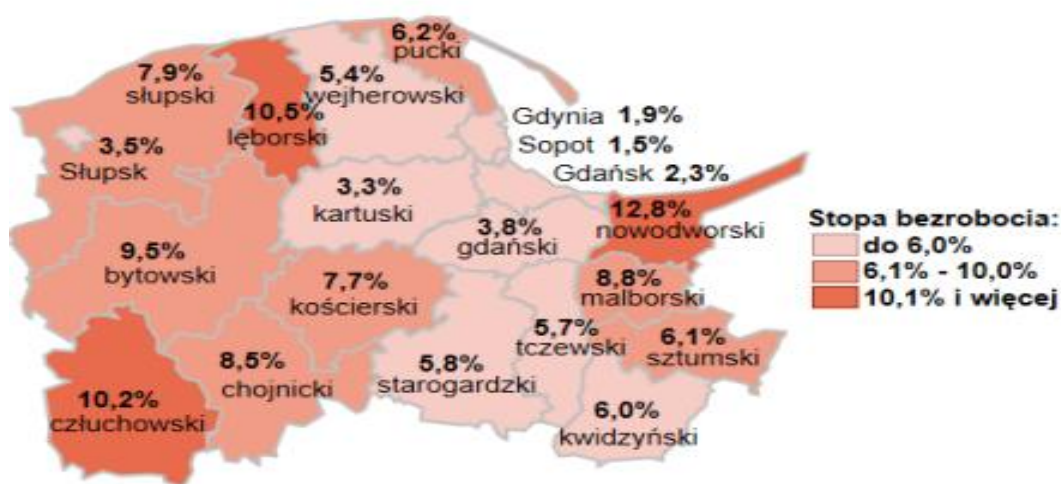 6,2%
pucki
7,9%
słupski
5,4%
wejherowski
10,5%
lęborski
Gdynia 1,9%
Sopot 1,5%
Gdańsk 2,3%
3,5%
Słupsk
3,3%
kartuski
3,8%
gdański
12,8%
nowodworski
9,5%
bytowski
7,7%
kościerski
8,8%
malborski
5,7%
tczewski
6,1%
sztumski
8,5%
chojnicki
5,8%
starogardzki
10,2%
człuchowski
6,0%
kwidzyński
Stopa bezrobocia:
do 6,0%
6,1% - 10,0%
10,1% i więcej